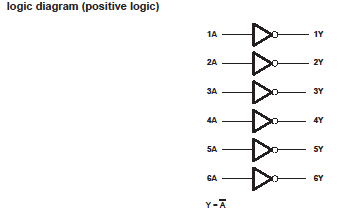 logic diagram (positive logic)
1A 1Y
2A 2Y
3A 3Y
4A 4Y
5A 5Y
6A 6Y
Y = A̅